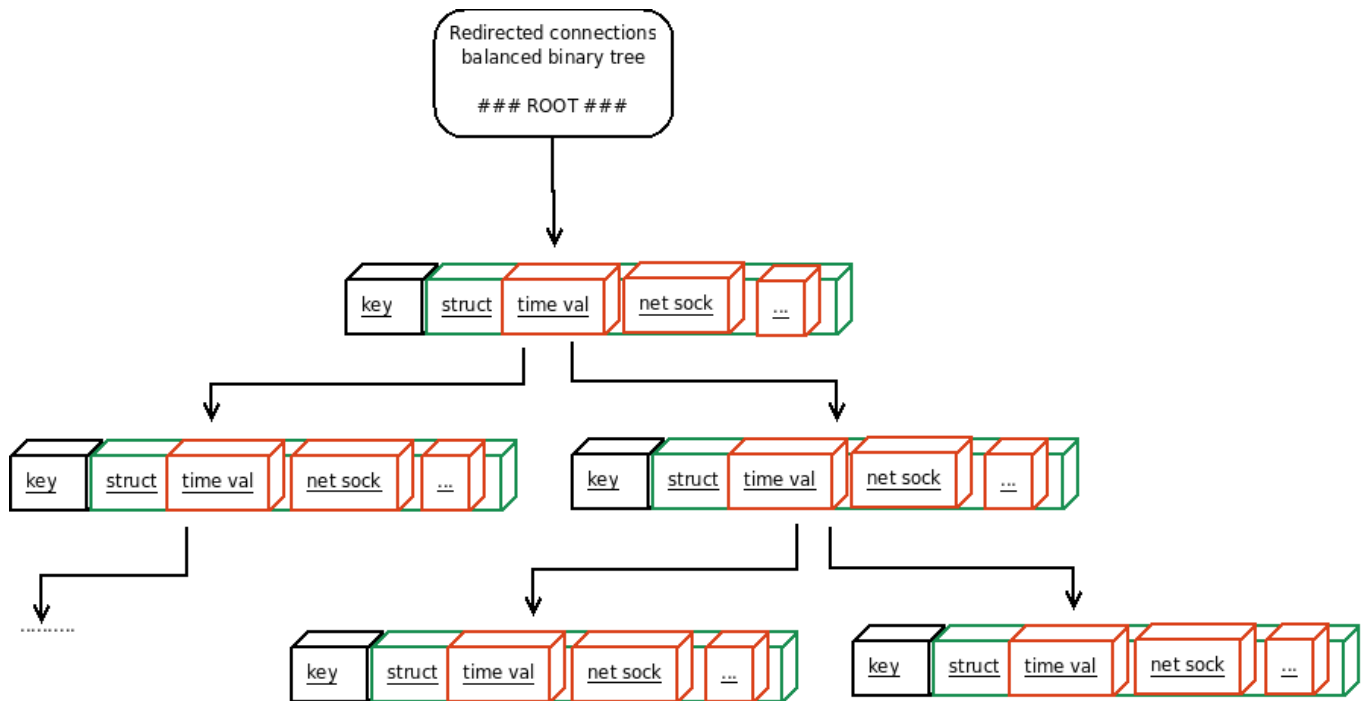 Redirected connections
balanced binary tree
### ROOT ###
key struct time val net sock ...
key struct time val net sock ...
key struct time val net sock ...
..........
key struct time val net sock ...
key struct time val net sock ...